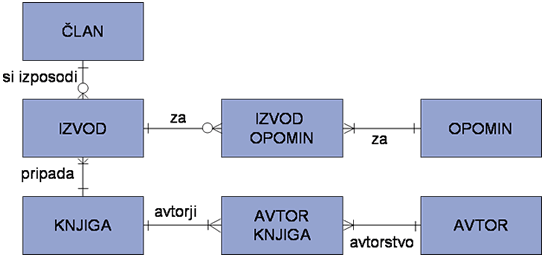 ČLAN
si izposodi
IZVOD
za
IZVOD
OPOMIN
za
OPOMIN
pripada
KNJIGA
avtorji
AVTOR
KNJIGA
avtorstvo
AVTOR